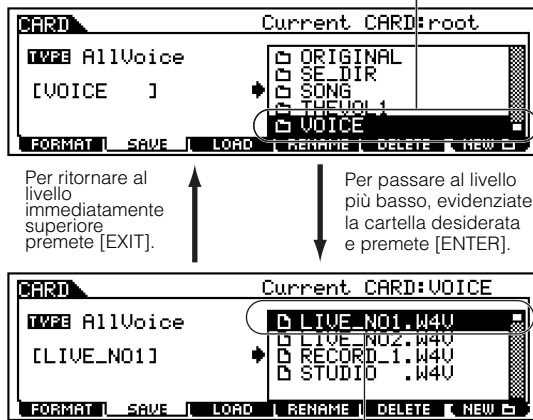 CARD Current CARD:root
TYPE AllVoice
[VOICE ]
ORIGINAL
SE_DIR
SONG
THEVOL1
VOICE
FORMAT SAVE LOAD RENAME DELETE NEW
Per ritornare al
livello
immediatamente
superiore
premete [EXIT].
Per passare al livello
più basso, evidenziate
la cartella desiderata
e premete [ENTER].
CARD Current CARD:VOICE
TYPE AllVoice
[LIVE_NO1]
LIVE_NO1.W4V
LIVE_NO2.W4V
RECORD_1.W4V
STUDIO .W4V
FORMAT SAVE LOAD RENAME DELETE NEW